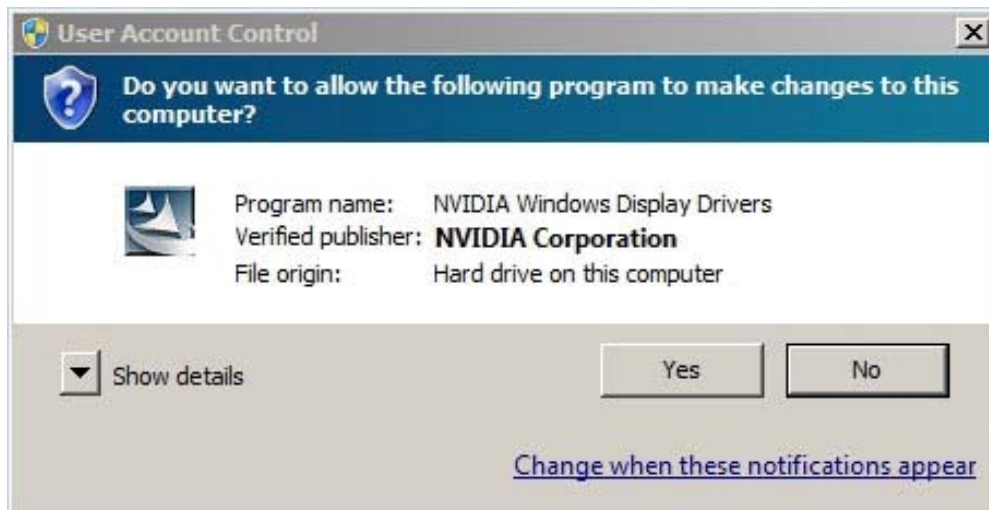 User Account Control
Do you want to allow the following program to make changes to this
computer?
Program name: NVIDIA Windows Display Drivers
Verified publisher: NVIDIA Corporation
File origin: Hard drive on this computer
Show details
Yes
No
Change when these notifications appear